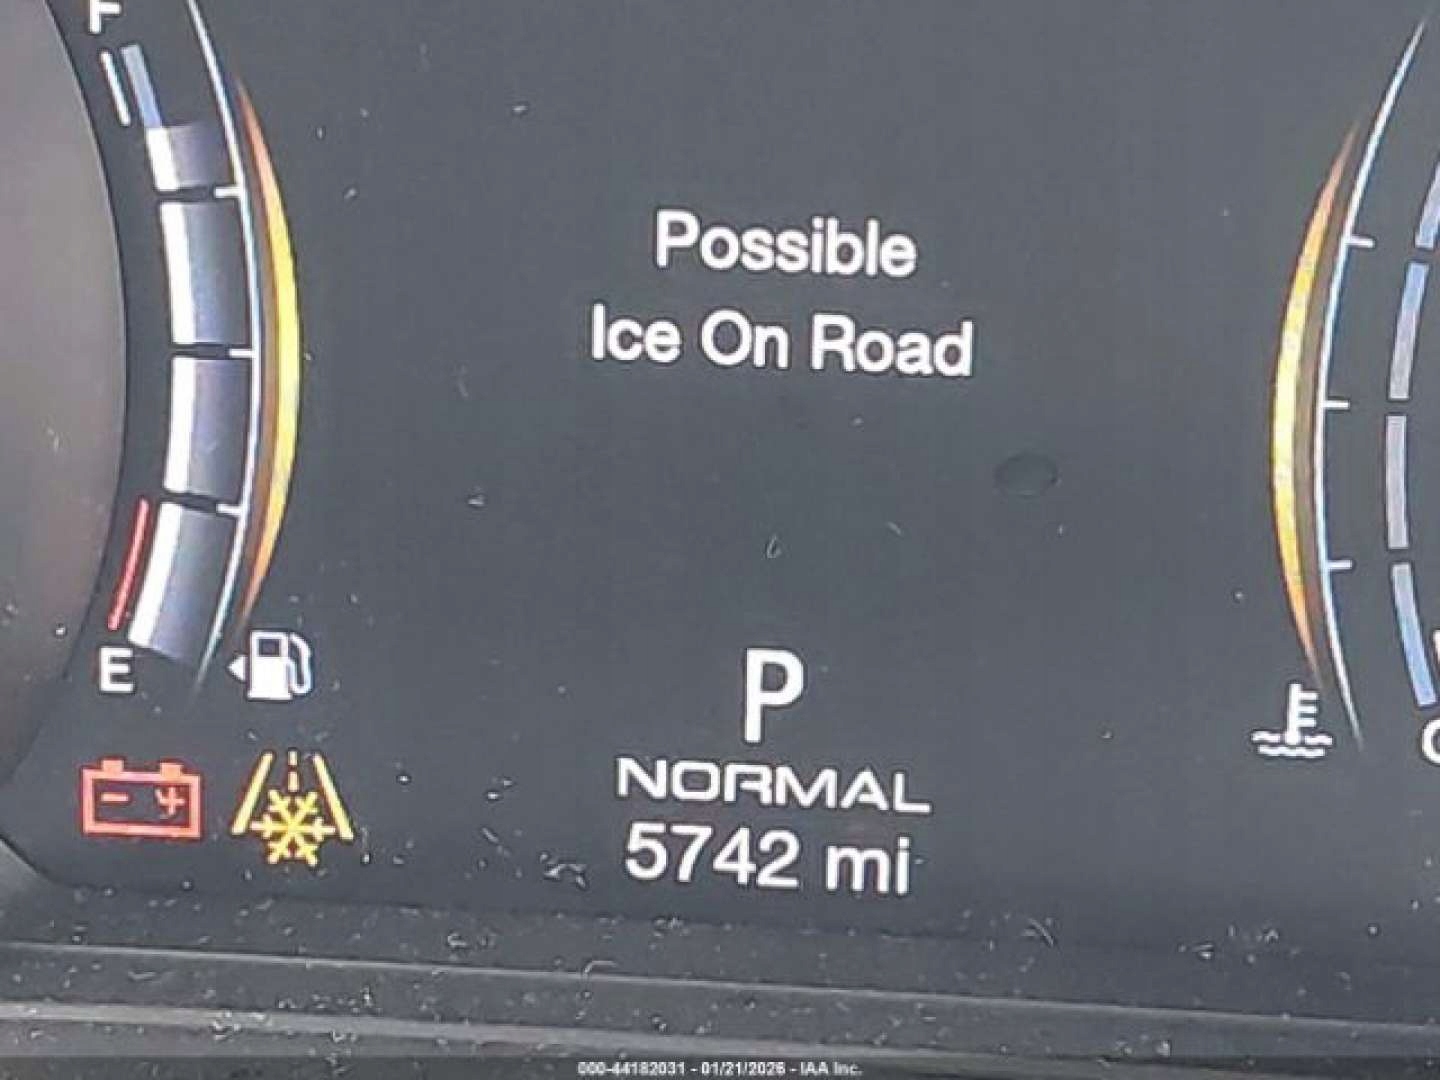 F
Possible
Ice On Road
E
P
NORMAL
5742 mi
C
000-44182031 - 01/21/2026 - IAA Inc.